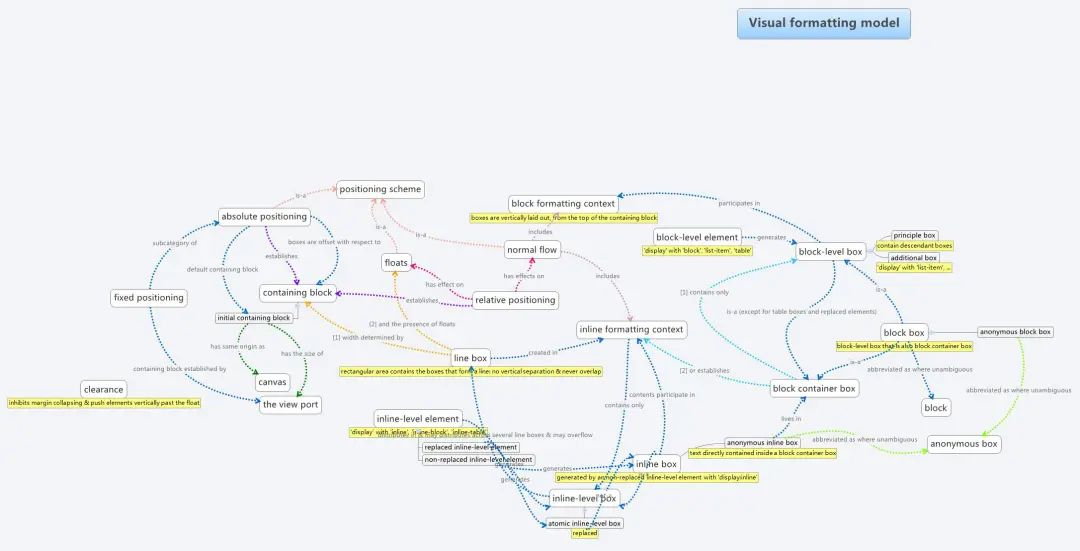 Visual formatting model
positioning scheme
is-a
block formatting context
participates in
absolute positioning
boxes are vertically laid out, from the top of the containing block
is-a
is-a
includes
block-level element
generates
principle box
subcategory of
boxes are offset with respect to
normal flow
'display' with 'block', 'list-item', 'table'
block-level box
contain descendant boxes
establishes
floats
additional box
default containing block
has effects on
includes
'display' with 'list-item', ..
has effect on
fixed positioning
containing block
establishes
relative positioning
[1] contains only
is-a
initial containing block
[2] and the presence of floats
is-a (except for table boxes and replaced elements)
[1] width determined by
inline formatting context
block box
anonymous block box
has same origin as
has the size of
line box
created in
block-level box that is also block container box
is-a
containing block established by
rectangular area contains the boxes that form a line; no vertical separation & never overlap
[2] or establishes
abbreviated as where unambiguous
canvas
clearance
block container box
abbreviated as where unambiguous
inhibits margin collapsing & push elements vertically past the float
the view port
contents participate in
contains only
block
inline-level element
lives in
'display' with 'inline', 'inline-block', 'inline-table'
across several line boxes & may overflow
anonymous inline box
abbreviated as where unambiguous
anonymous box
replaced inline-level element
text directly contained inside a block container box
non-replaced inline-level element
generates
generates
inline box
generates
generated by an non-replaced inline-level element with 'display:inline'
inline-level box
atomic inline-level box
replaced